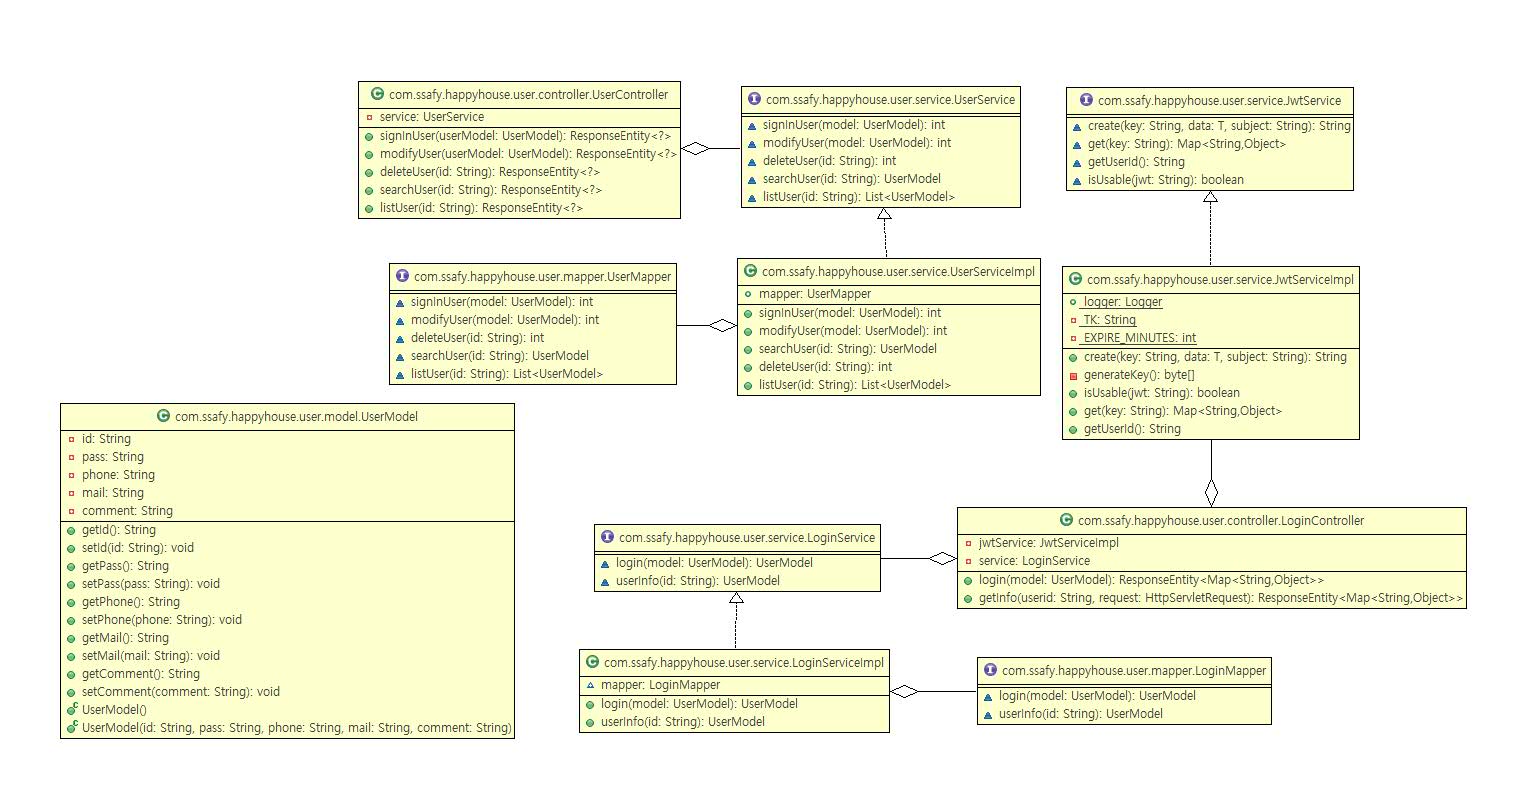 com.ssafy.happyhouse.user.controller.UserController
service: UserService
signInUser(userModel: UserModel): ResponseEntity<?>
modifyUser(userModel: UserModel): ResponseEntity<?>
deleteUser(id: String): ResponseEntity<?>
searchUser(id: String): ResponseEntity<?>
listUser(id: String): ResponseEntity<?>
com.ssafy.happyhouse.user.service.UserService
signInUser(model: UserModel): int
modifyUser(model: UserModel): int
deleteUser(id: String): int
searchUser(id: String): UserModel
listUser(id: String): List<UserModel>
com.ssafy.happyhouse.user.service.JwtService
create(key: String, data: T, subject: String): String
get(key: String): Map<String,Object>
getUserId(): String
isUsable(jwt: String): boolean
com.ssafy.happyhouse.user.mapper.UserMapper
signInUser(model: UserModel): int
modifyUser(model: UserModel): int
deleteUser(id: String): int
searchUser(id: String): UserModel
listUser(id: String): List<UserModel>
com.ssafy.happyhouse.user.service.UserServiceImpl
mapper: UserMapper
signInUser(model: UserModel): int
modifyUser(model: UserModel): int
searchUser(id: String): UserModel
deleteUser(id: String): int
listUser(id: String): List<UserModel>
com.ssafy.happyhouse.user.service.JwtServiceImpl
logger: Logger
TK: String
EXPIRE_MINUTES: int
create(key: String, data: T, subject: String): String
generateKey(): byte[]
isUsable(jwt: String): boolean
get(key: String): Map<String,Object>
getUserId(): String
com.ssafy.happyhouse.user.model.UserModel
id: String
pass: String
phone: String
mail: String
comment: String
getId(): String
setId(id: String): void
getPass(): String
setPass(pass: String): void
getPhone(): String
setPhone(phone: String): void
getMail(): String
setMail(mail: String): void
getComment(): String
setComment(comment: String): void
UserModel()
UserModel(id: String, pass: String, phone: String, mail: String, comment: String)
com.ssafy.happyhouse.user.service.LoginService
login(model: UserModel): UserModel
userInfo(id: String): UserModel
com.ssafy.happyhouse.user.controller.LoginController
jwtService: JwtServiceImpl
service: LoginService
login(model: UserModel): ResponseEntity<Map<String,Object>>
getInfo(userid: String, request: HttpServletRequest): ResponseEntity<Map<String,Object>>
com.ssafy.happyhouse.user.service.LoginServiceImpl
mapper: LoginMapper
login(model: UserModel): UserModel
userInfo(id: String): UserModel
com.ssafy.happyhouse.user.mapper.LoginMapper
login(model: UserModel): UserModel
userInfo(id: String): UserModel